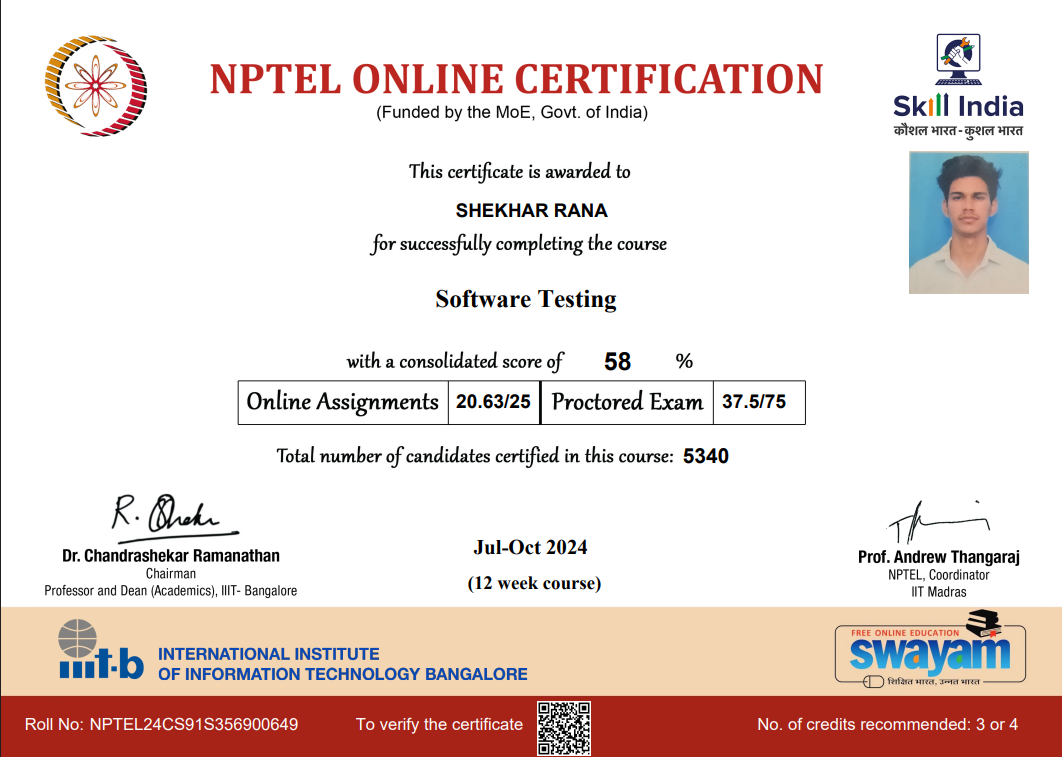 NPTEL ONLINE CERTIFICATION
(Funded by the MoE, Govt. of India)
Skill India
कौशल भारत - कुशल भारत
This certificate is awarded to
SHEKHAR RANA
for successfully completing the course
Software Testing
with a consolidated score of 58 %
Online Assignments 20.63/25 Proctored Exam 37.5/75
Total number of candidates certified in this course: 5340
R. Shekr
Dr. Chandrashekar Ramanathan
Chairman
Professor and Dean (Academics), IIIT- Bangalore
Jul-Oct 2024
(12 week course)
Prof. Andrew Thangaraj
NPTEL, Coordinator
IIT Madras
iiit-b
INTERNATIONAL INSTITUTE
OF INFORMATION TECHNOLOGY BANGALORE
FREE ONLINE EDUCATION
swayam
शिक्षित भारत, उन्नत भारत
Roll No: NPTEL24CS91S356900649
To verify the certificate
No. of credits recommended: 3 or 4